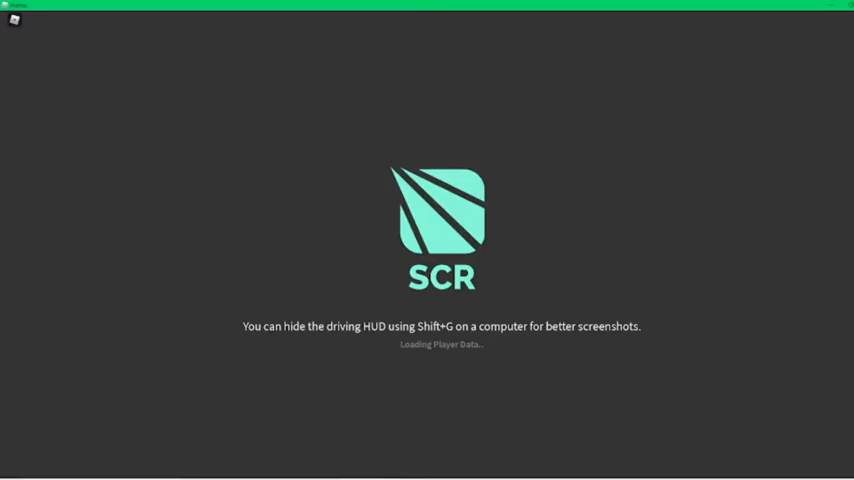 SCR
You can hide the driving HUD using Shift+G on a computer for better screenshots.
Loading Player Data..